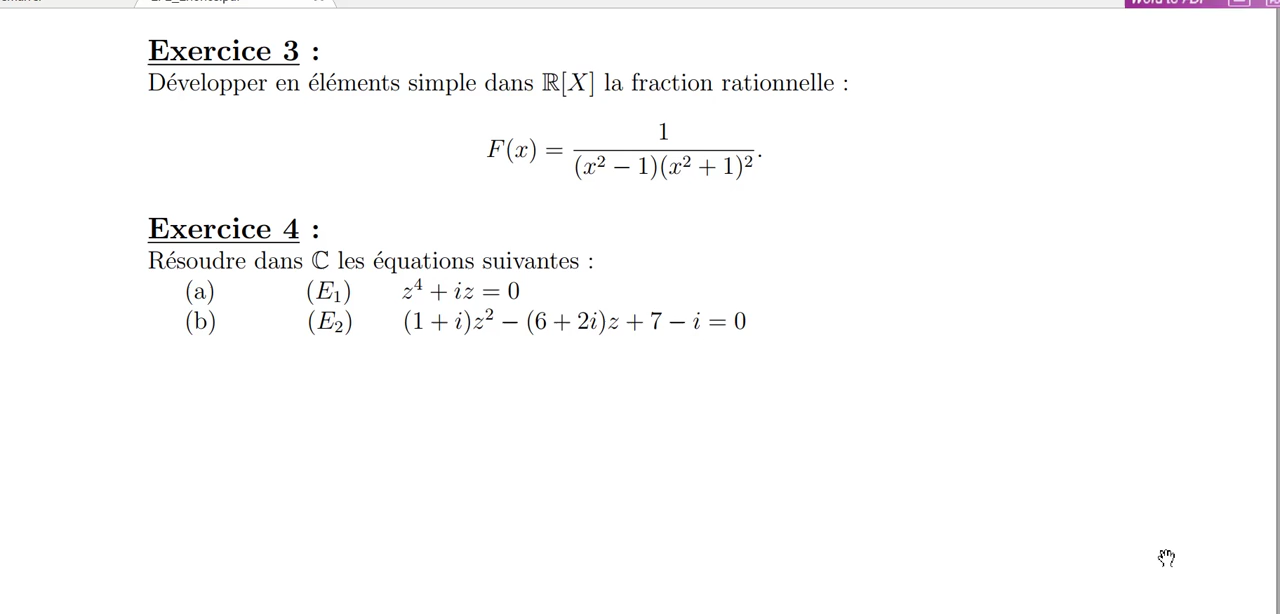 Exercice 3 :
Développer en éléments simple dans ℝ[X] la fraction rationnelle :
F(x) = 1 / ((x² − 1)(x² + 1)²).
Exercice 4 :
Résoudre dans ℂ les équations suivantes :
(a) (E₁) z⁴ + iz = 0
(b) (E₂) (1 + i)z² − (6 + 2i)z + 7 − i = 0